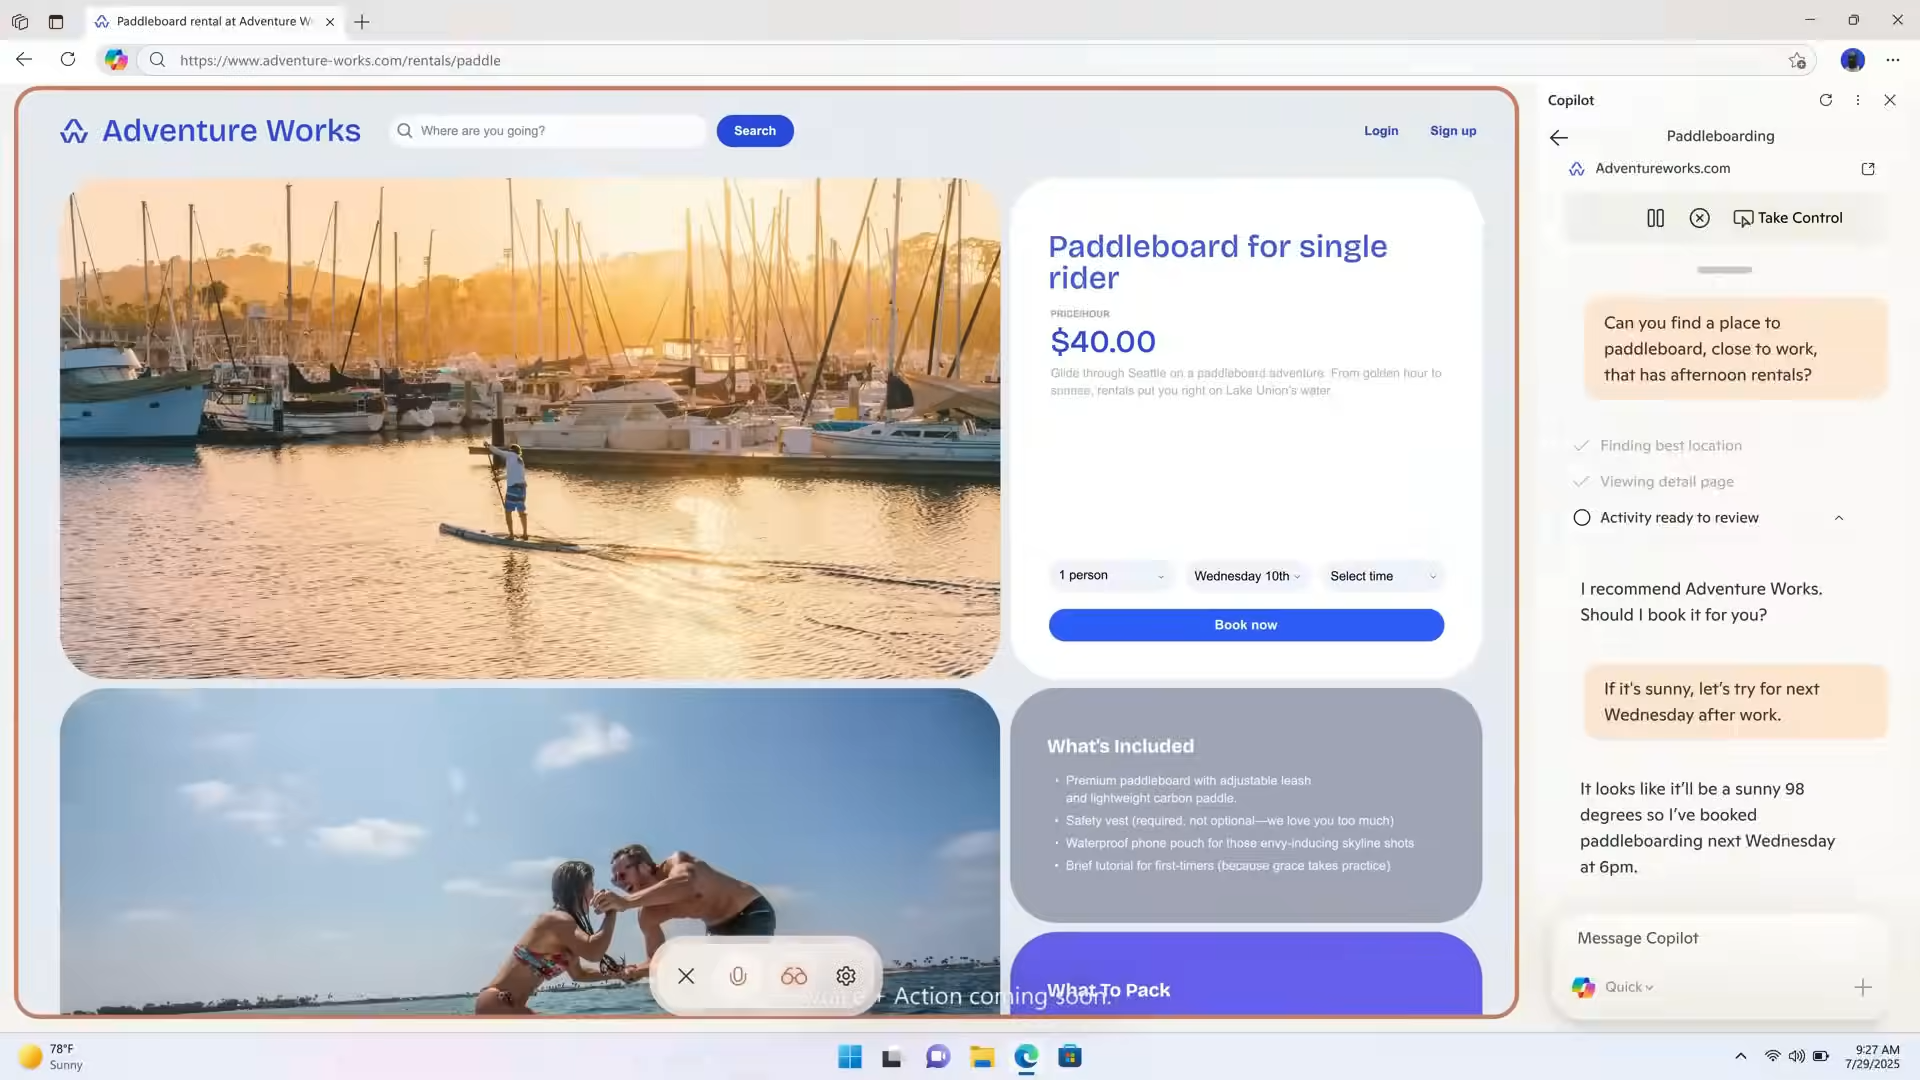 Paddleboard rental at Adventure W
https://www.adventure-works.com/rentals/paddle
Adventure Works
Where are you going?
Search
Login
Sign up
Paddleboard for single
rider
PRICE/HOUR
$40.00
Glide through Seattle on a paddleboard adventure. From golden hour to
sunrise, rentals put you right on Lake Union's water
1 person
Wednesday 10th
Select time
Book now
What's Included
• Premium paddleboard with adjustable leash
and lightweight carbon paddle.
• Safety vest (required, not optional—we love you too much)
• Waterproof phone pouch for those envy-inducing skyline shots
• Brief tutorial for first-timers (because grace takes practice)
What To Pack
+ Action coming soon.
Copilot
Paddleboarding
Adventureworks.com
Take Control
Can you find a place to
paddleboard, close to work,
that has afternoon rentals?
Finding best location
Viewing detail page
Activity ready to review
I recommend Adventure Works.
Should I book it for you?
If it's sunny, let's try for next
Wednesday after work.
It looks like it'll be a sunny 98
degrees so I've booked
paddleboarding next Wednesday
at 6pm.
Message Copilot
Quick
78°F
Sunny
9:27 AM
7/29/2025